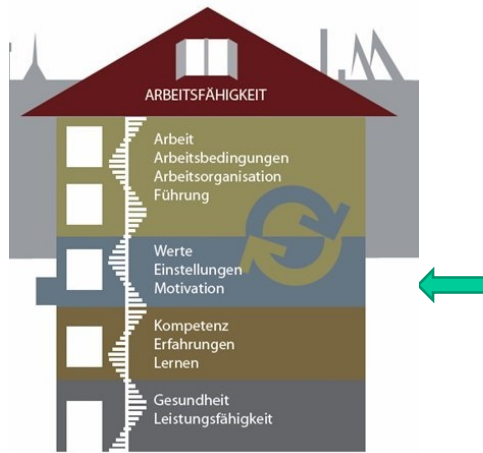 ARBEITSFÄHIGKEIT
Arbeit
Arbeitsbedingungen
Arbeitsorganisation
Führung
Werte
Einstellungen
Motivation
Kompetenz
Erfahrungen
Lernen
Gesundheit
Leistungsfähigkeit